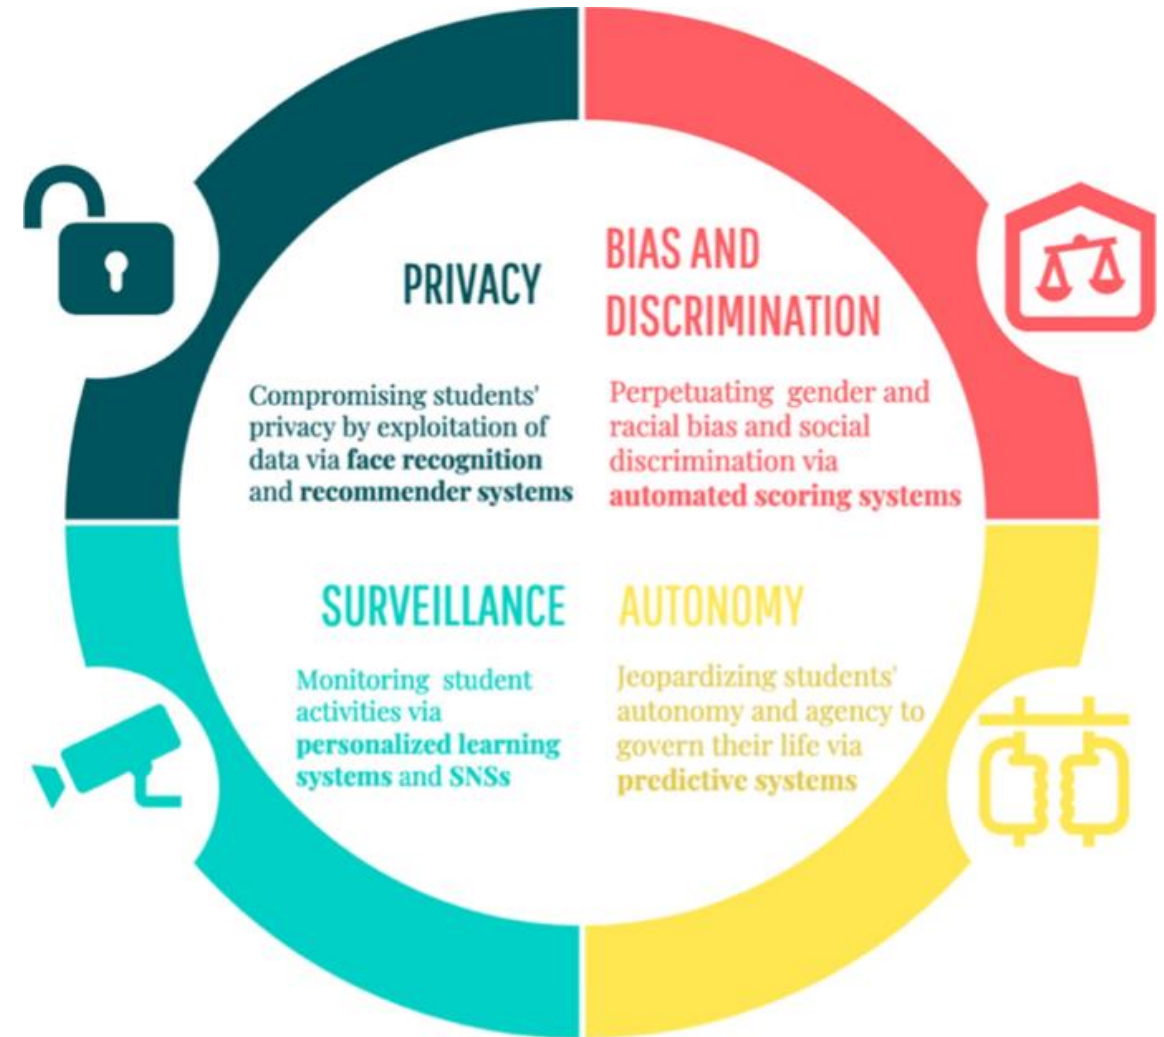 PRIVACY
Compromising students'
privacy by exploitation of
data via face recognition
and recommender systems
BIAS AND
DISCRIMINATION
Perpetuating gender and
racial bias and social
discrimination via
automated scoring systems
SURVEILLANCE
Monitoring student
activities via
personalized learning
systems and SNSs
AUTONOMY
Jeopardizing students'
autonomy and agency to
govern their life via
predictive systems